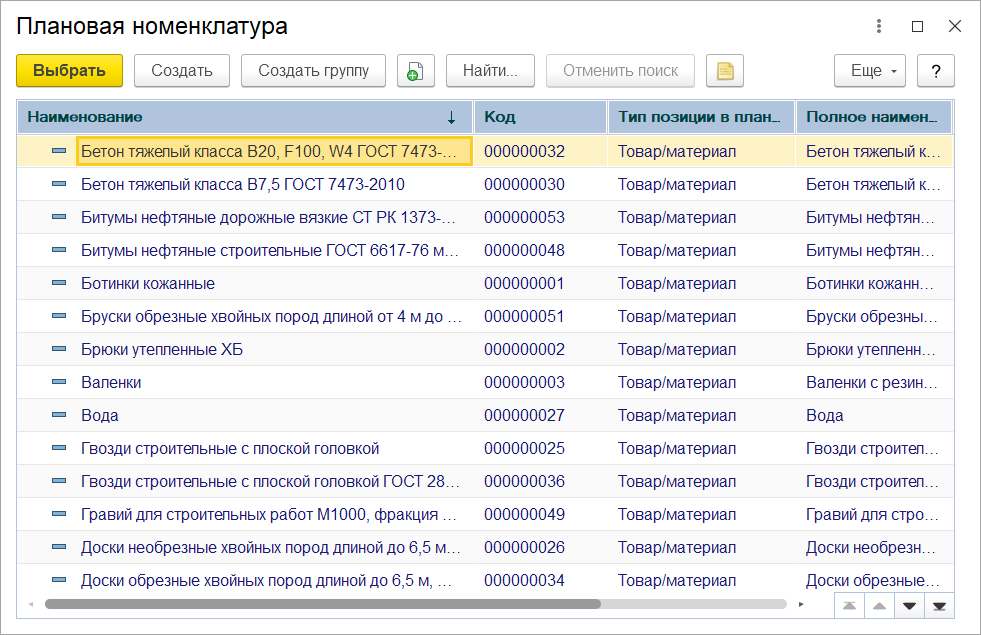 Плановая номенклатура
Выбрать Создать Создать группу Найти... Отменить поиск Еще ?
Наименование ↓ Код Тип позиции в план... Полное наимен...
Бетон тяжелый класса В20, F100, W4 ГОСТ 7473-... 000000032 Товар/материал Бетон тяжелый к...
Бетон тяжелый класса В7,5 ГОСТ 7473-2010 000000030 Товар/материал Бетон тяжелый к...
Битумы нефтяные дорожные вязкие СТ РК 1373-... 000000053 Товар/материал Битумы нефтян...
Битумы нефтяные строительные ГОСТ 6617-76 м... 000000048 Товар/материал Битумы нефтян...
Ботинки кожанные 000000001 Товар/материал Ботинки кожанн...
Бруски обрезные хвойных пород длиной от 4 м до ... 000000051 Товар/материал Бруски обрезны...
Брюки утепленные ХБ 000000002 Товар/материал Брюки утепленн...
Валенки 000000003 Товар/материал Валенки с резин...
Вода 000000027 Товар/материал Вода
Гвозди строительные с плоской головкой 000000025 Товар/материал Гвозди строител...
Гвозди строительные с плоской головкой ГОСТ 28... 000000036 Товар/материал Гвозди строител...
Гравий для строительных работ М1000, фракция ... 000000049 Товар/материал Гравий для стро...
Доски необрезные хвойных пород длиной до 6,5 м... 000000026 Товар/материал Доски необрезн...
Доски обрезные хвойных пород длиной до 6,5 м, ... 000000034 Товар/материал Доски обрезные...